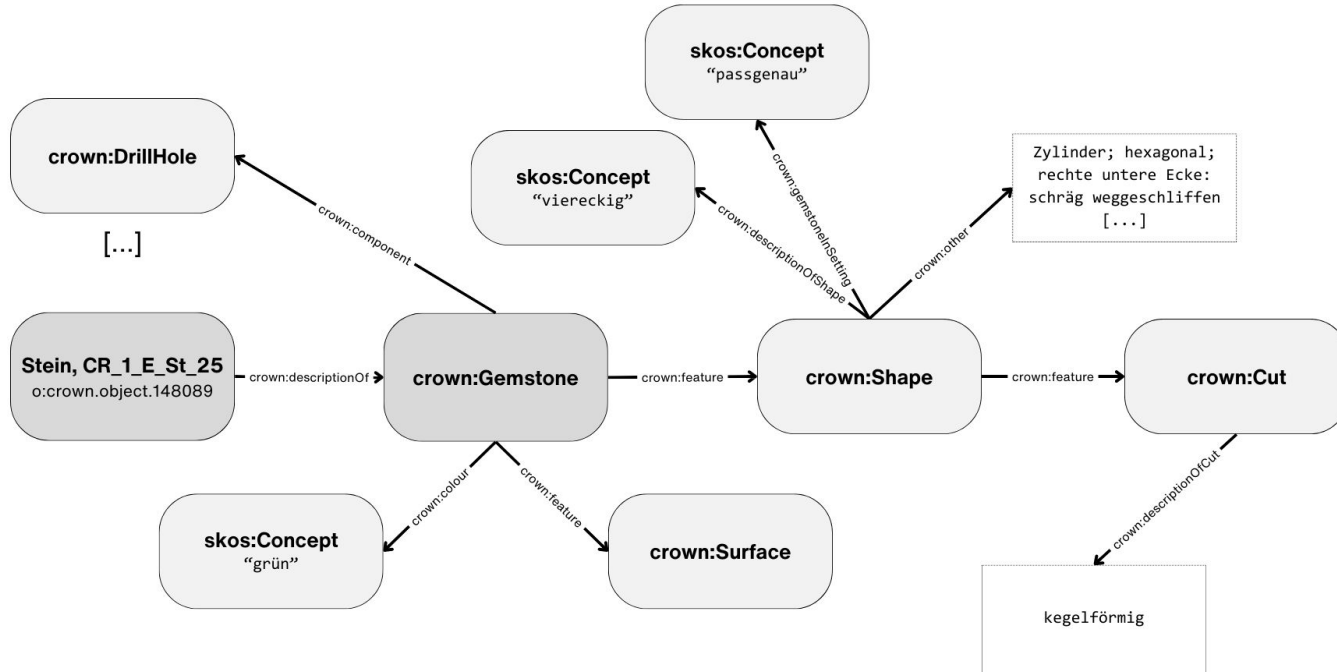 skos:Concept
“passgenau”
crown:DrillHole
[...]
skos:Concept
“viereckig”
Zylinder; hexagonal;
rechte untere Ecke:
schräg weggeschliffen
[...]
crown:component
crown:gemstoneInSetting
crown:descriptionOfShape
crown:other
Stein, CR_1_E_St_25
o:crown.object.148089
crown:descriptionOf
crown:Gemstone
crown:feature
crown:Shape
crown:feature
crown:Cut
crown:colour
crown:feature
crown:descriptionOfCut
skos:Concept
“grün”
crown:Surface
kegelförmig